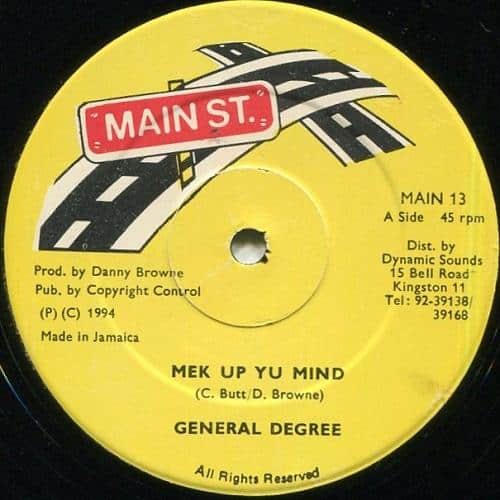 MAIN ST.
MAIN 13
A Side 45 rpm
Dist. by
Dynamic Sounds
15 Bell Road
Kingston 11
Tel: 92-39138/
39168
Prod. by Danny Browne
Pub. by Copyright Control
(P) (C) 1994
Made in Jamaica
MEK UP YU MIND
(C. Butt/D. Browne)
GENERAL DEGREE
All Rights Reserved